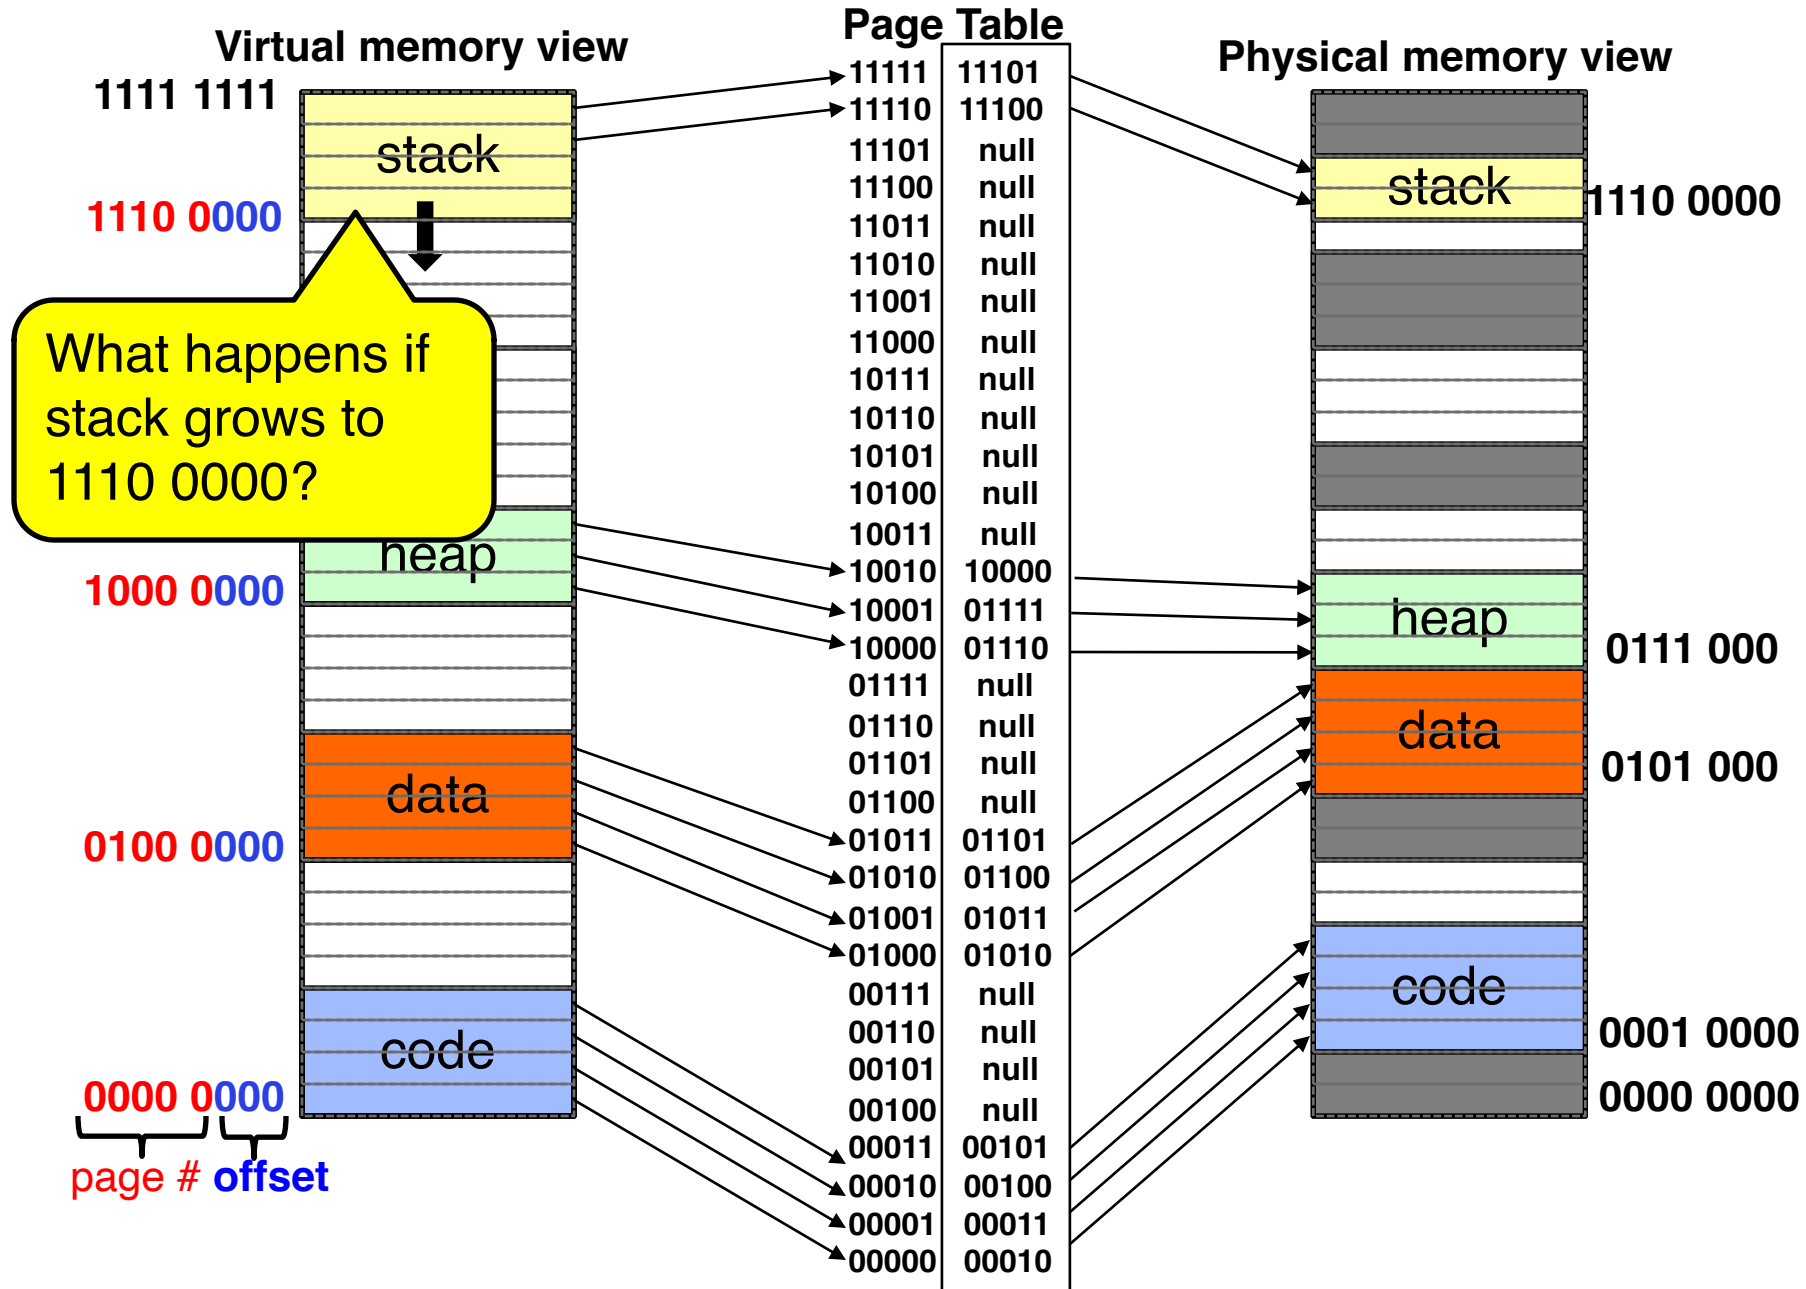 Page Table
Virtual memory view
Physical memory view
1111 1111
stack
1110 0000
What happens if
stack grows to
1110 0000?
heap
1000 0000
data
0100 0000
code
0000 0000
page # offset
11111 11101
11110 11100
11101 null
11100 null
11011 null
11010 null
11001 null
11000 null
10111 null
10110 null
10101 null
10100 null
10011 null
10010 10000
10001 01111
10000 01110
01111 null
01110 null
01101 null
01100 null
01011 01101
01010 01100
01001 01011
01000 01010
00111 null
00110 null
00101 null
00100 null
00011 00101
00010 00100
00001 00011
00000 00010
stack
1110 0000
heap
0111 000
data
0101 000
code
0001 0000
0000 0000